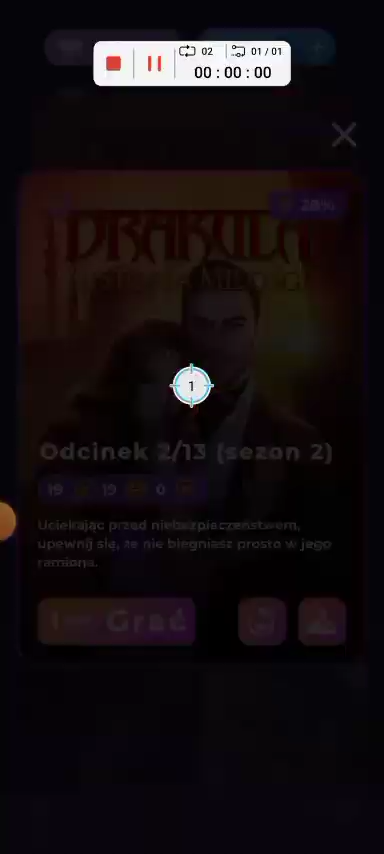 02 01 / 01
00 : 00 : 00
28%
DRAKULA
1
Odcinek 2/13 (sezon 2)
19 19 0
Uciekając przed niebezpieczeństwem,
upewnij się, że nie biegniesz prosto w jego
ramiona.
Grać